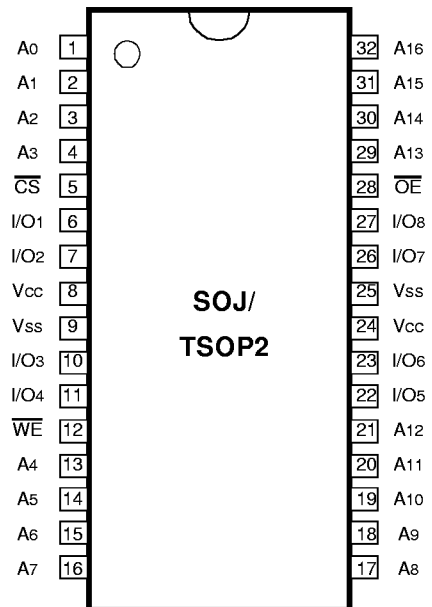 A0 1 32 A16
A1 2 31 A15
A2 3 30 A14
A3 4 29 A13
C̅S̅ 5 28 O̅E̅
I/O1 6 27 I/O8
I/O2 7 26 I/O7
Vcc 8 25 Vss
Vss 9 24 Vcc
SOJ/
TSOP2
I/O3 10 23 I/O6
I/O4 11 22 I/O5
W̅E̅ 12 21 A12
A4 13 20 A11
A5 14 19 A10
A6 15 18 A9
A7 16 17 A8